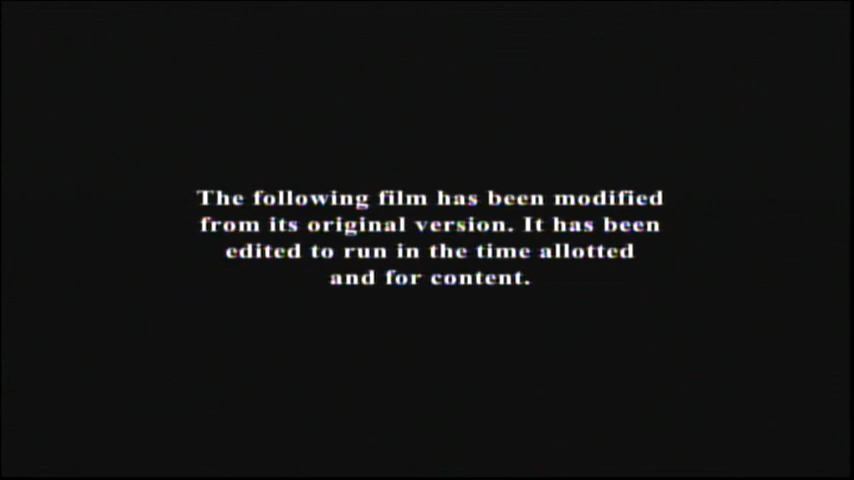 The following film has been modified
from its original version. It has been
edited to run in the time allotted
and for content.